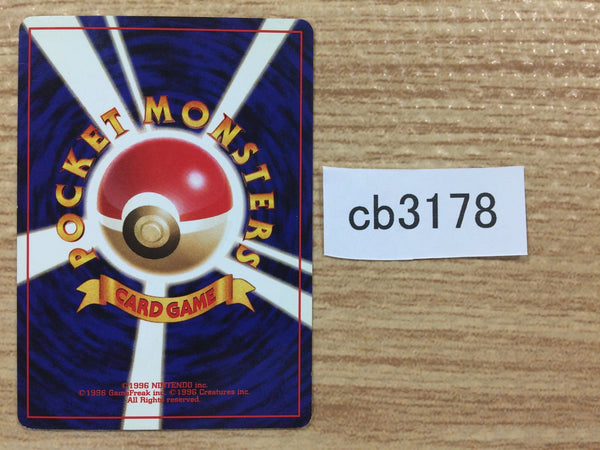 POCKET MONSTERS
CARD GAME
©1996 NINTENDO inc.
©1996 GameFreak inc. ©1996 Creatures inc.
All Rights reserved.
cb3178